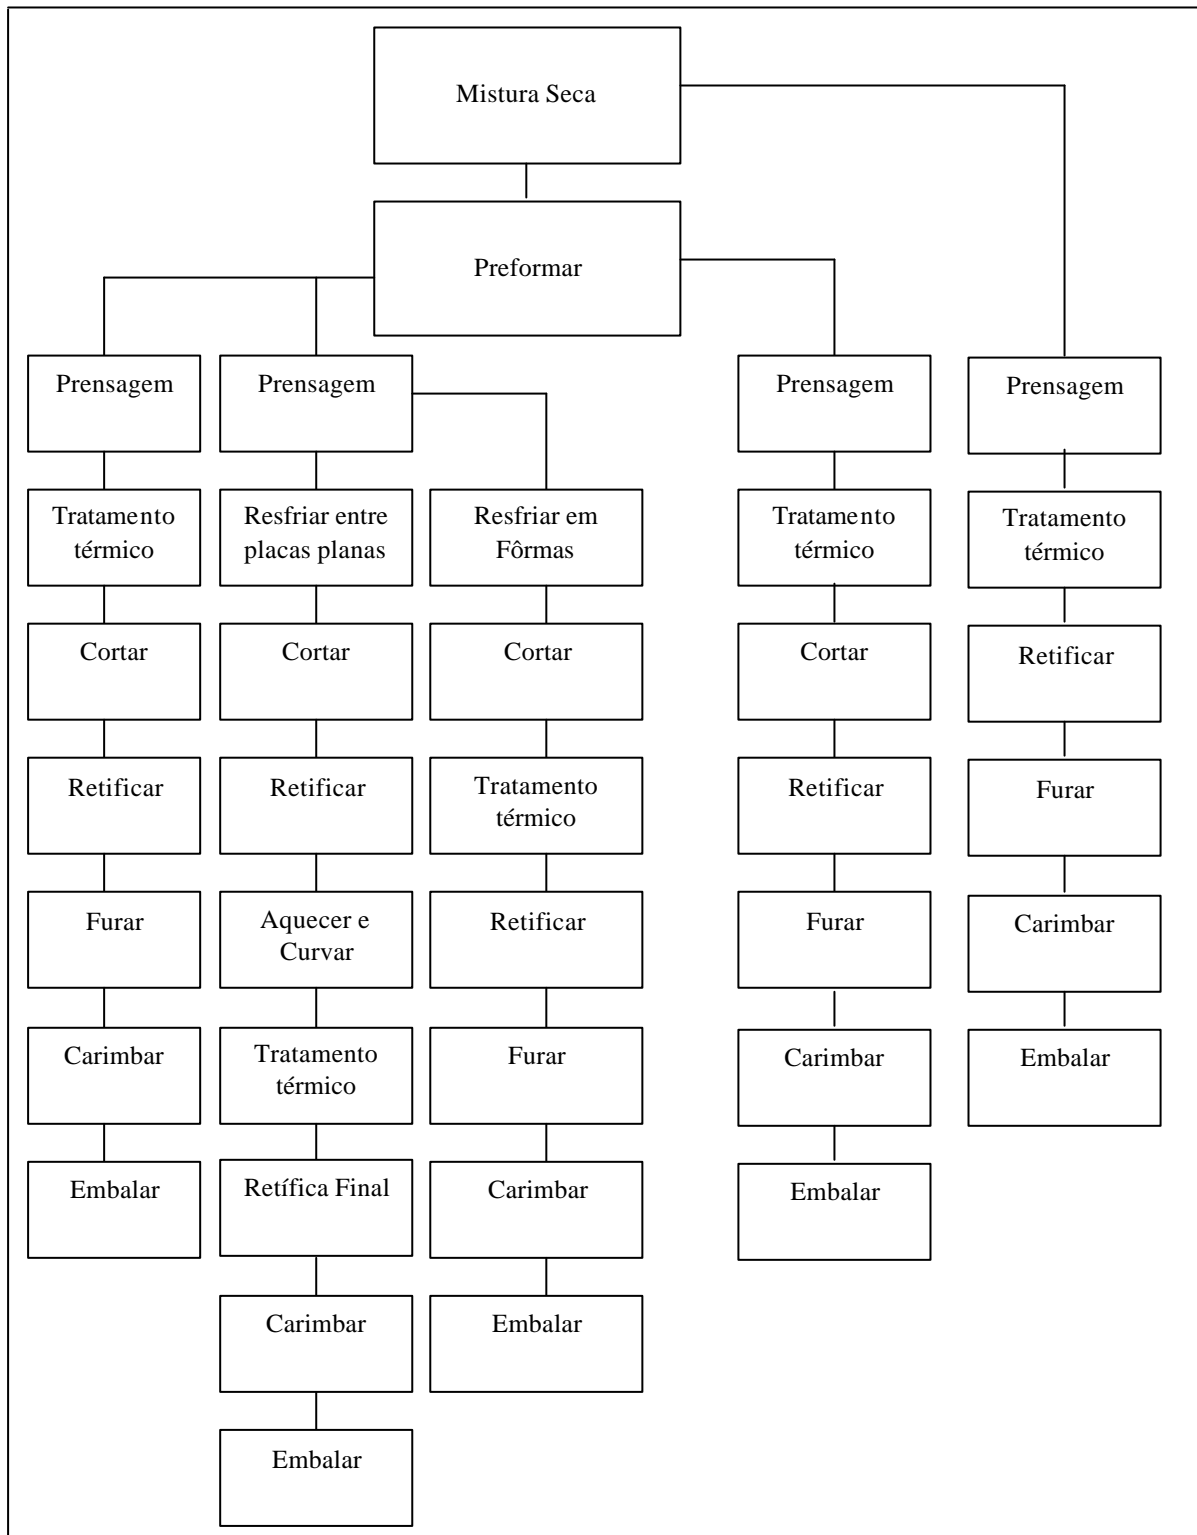 Mistura Seca
Preformar
Prensagem
Tratamento
térmico
Cortar
Retificar
Furar
Carimbar
Embalar
Prensagem
Resfriar entre
placas planas
Cortar
Retificar
Aquecer e
Curvar
Tratamento
térmico
Retífica Final
Carimbar
Embalar
Resfriar em
Fôrmas
Cortar
Tratamento
térmico
Retificar
Furar
Carimbar
Embalar
Prensagem
Tratamento
térmico
Cortar
Retificar
Furar
Carimbar
Embalar
Prensagem
Tratamento
térmico
Retificar
Furar
Carimbar
Embalar